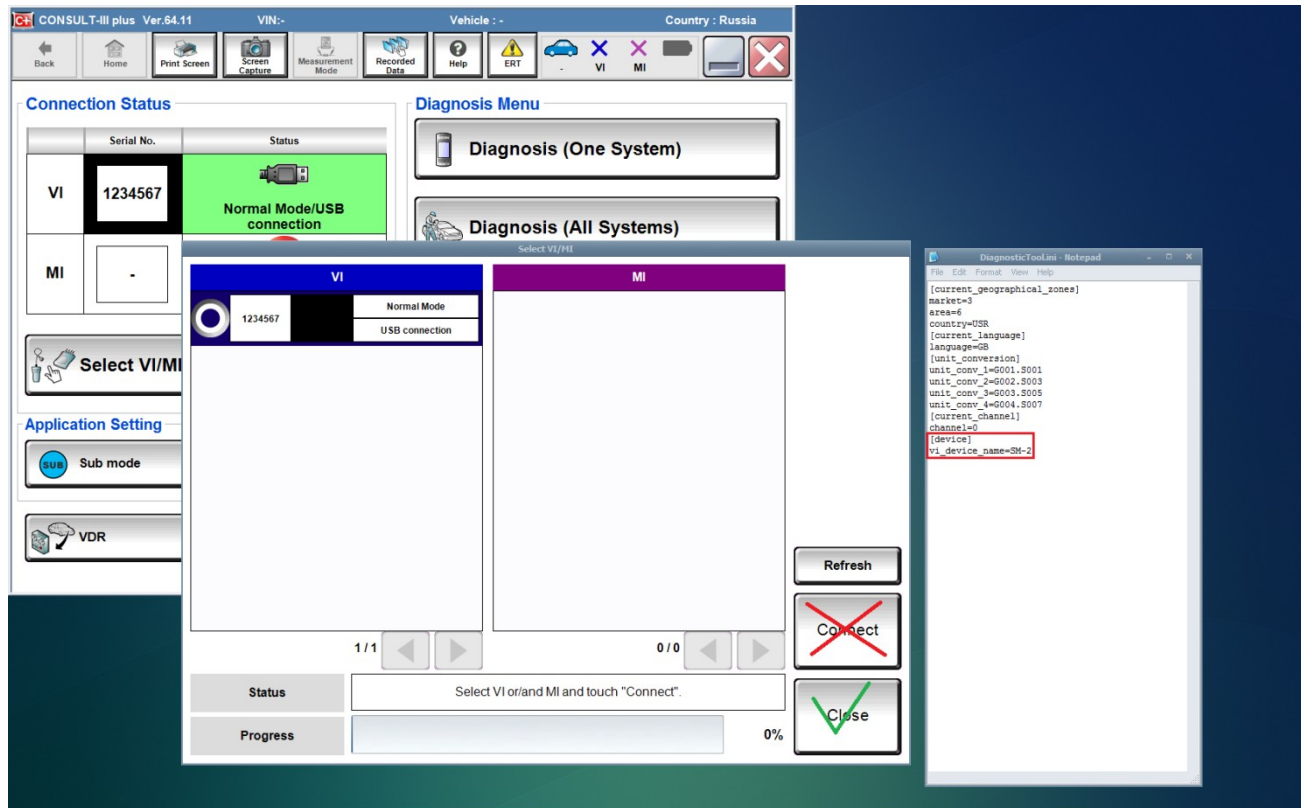 CONSULT-III plus Ver.64.11 VIN:- Vehicle : - Country : Russia
Back
Home
Print Screen
Screen Capture
Measurement Mode
Recorded Data
Help
ERT
-
VI
MI
Connection Status
Serial No. Status
VI 1234567 Normal Mode/USB
connection
MI -
Select VI/MI
Application Setting
SUB Sub mode
VDR
Diagnosis Menu
Diagnosis (One System)
Diagnosis (All Systems)
Select VI/MI
VI MI
1234567 Normal Mode
USB connection
Refresh
Connect
Close
1/1 0/0
Status Select VI or/and MI and touch "Connect".
Progress 0%
DiagnosticTool.ini - Notepad
File Edit Format View Help
[current_geographical_zones]
market=3
area=6
country=USR
[current_language]
language=GB
[unit_conversion]
unit_conv_1=G001.S001
unit_conv_2=G002.S003
unit_conv_3=G003.S005
unit_conv_4=G004.S007
[current_channel]
channel=0
[device]
vi_device_name=SM-2